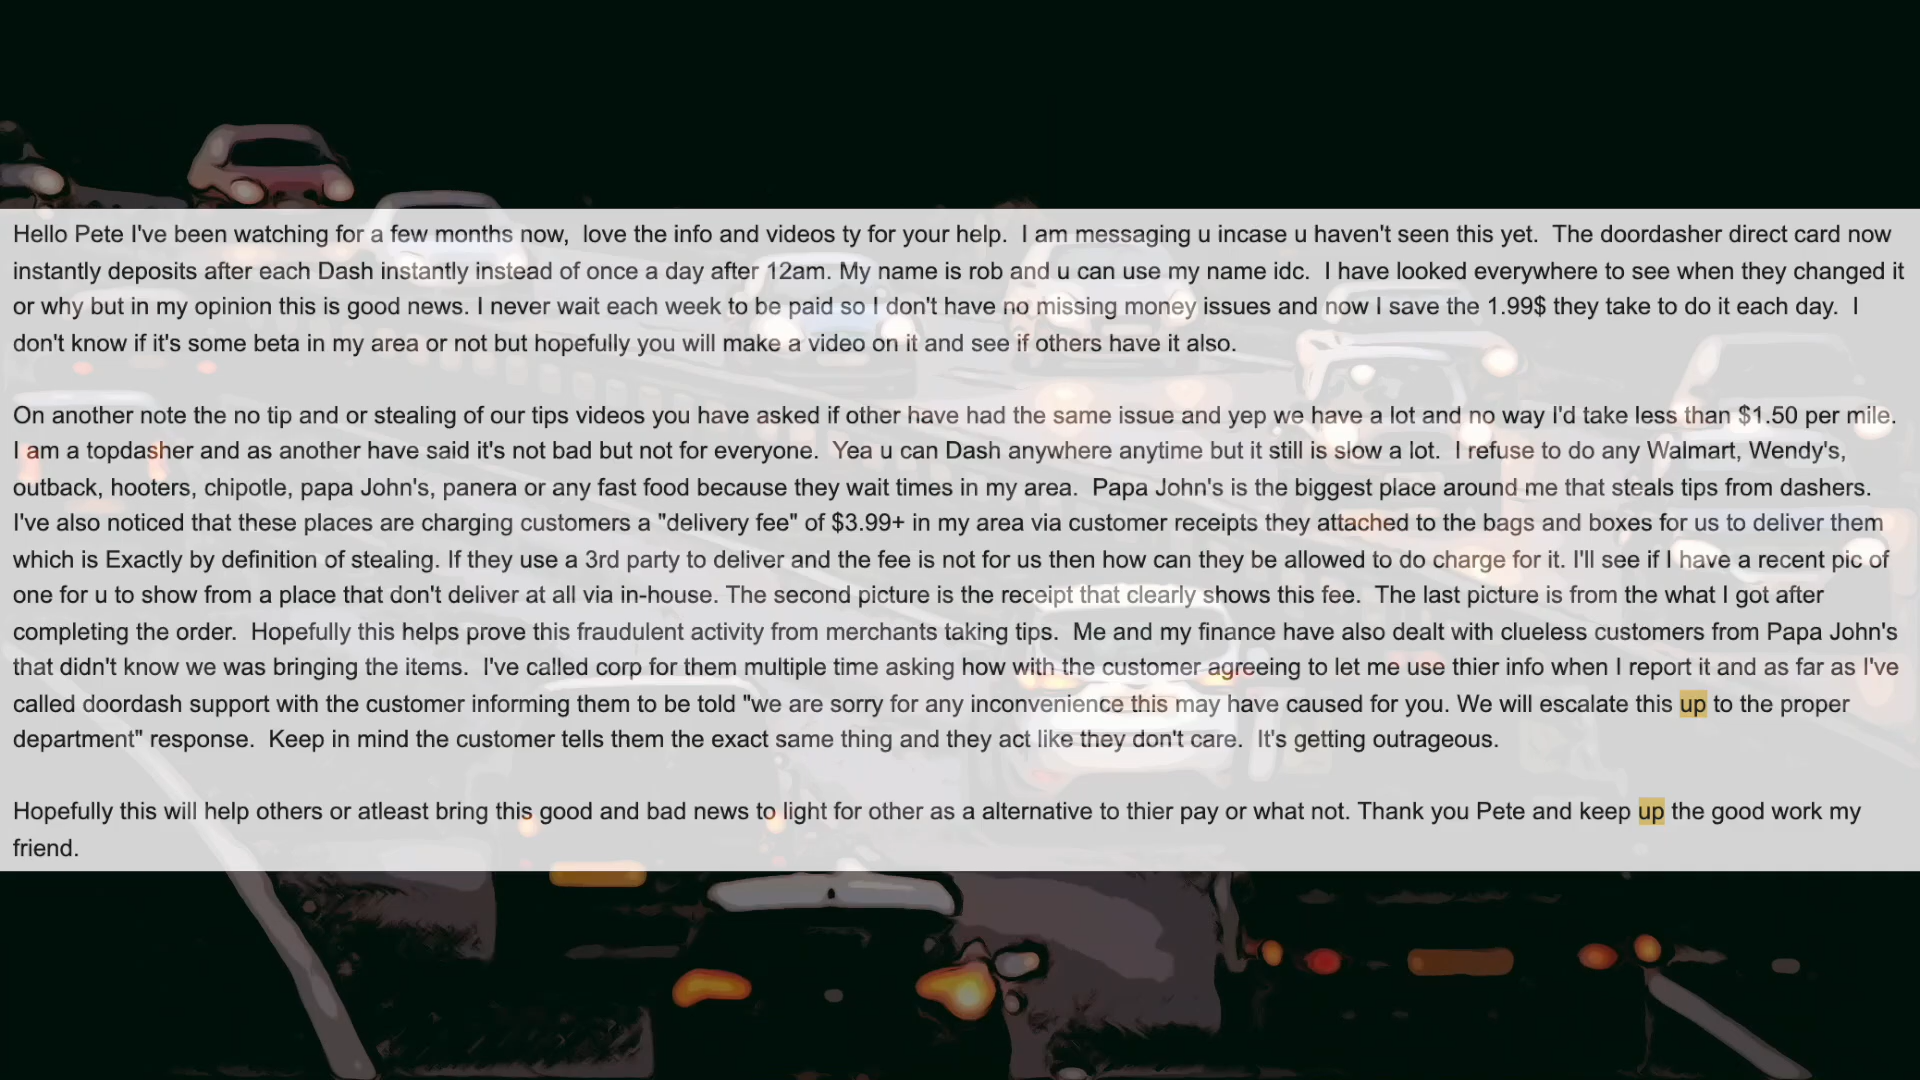 Hello Pete I've been watching for a few months now,  love the info and videos ty for your help.  I am messaging u incase u haven't seen this yet.  The doordasher direct card now
instantly deposits after each Dash instantly instead of once a day after 12am. My name is rob and u can use my name idc.  I have looked everywhere to see when they changed it
or why but in my opinion this is good news. I never wait each week to be paid so I don't have no missing money issues and now I save the 1.99$ they take to do it each day.  I
don't know if it's some beta in my area or not but hopefully you will make a video on it and see if others have it also.
On another note the no tip and or stealing of our tips videos you have asked if other have had the same issue and yep we have a lot and no way I'd take less than $1.50 per mile.
I am a topdasher and as another have said it's not bad but not for everyone.  Yea u can Dash anywhere anytime but it still is slow a lot.  I refuse to do any Walmart, Wendy's,
outback, hooters, chipotle, papa John's, panera or any fast food because they wait times in my area.  Papa John's is the biggest place around me that steals tips from dashers.
I've also noticed that these places are charging customers a "delivery fee" of $3.99+ in my area via customer receipts they attached to the bags and boxes for us to deliver them
which is Exactly by definition of stealing. If they use a 3rd party to deliver and the fee is not for us then how can they be allowed to do charge for it. I'll see if I have a recent pic of
one for u to show from a place that don't deliver at all via in-house. The second picture is the receipt that clearly shows this fee.  The last picture is from the what I got after
completing the order.  Hopefully this helps prove this fraudulent activity from merchants taking tips.  Me and my finance have also dealt with clueless customers from Papa John's
that didn't know we was bringing the items.  I've called corp for them multiple time asking how with the customer agreeing to let me use thier info when I report it and as far as I've
called doordash support with the customer informing them to be told "we are sorry for any inconvenience this may have caused for you. We will escalate this up to the proper
department" response.  Keep in mind the customer tells them the exact same thing and they act like they don't care.  It's getting outrageous.
Hopefully this will help others or atleast bring this good and bad news to light for other as a alternative to thier pay or what not. Thank you Pete and keep up the good work my
friend.